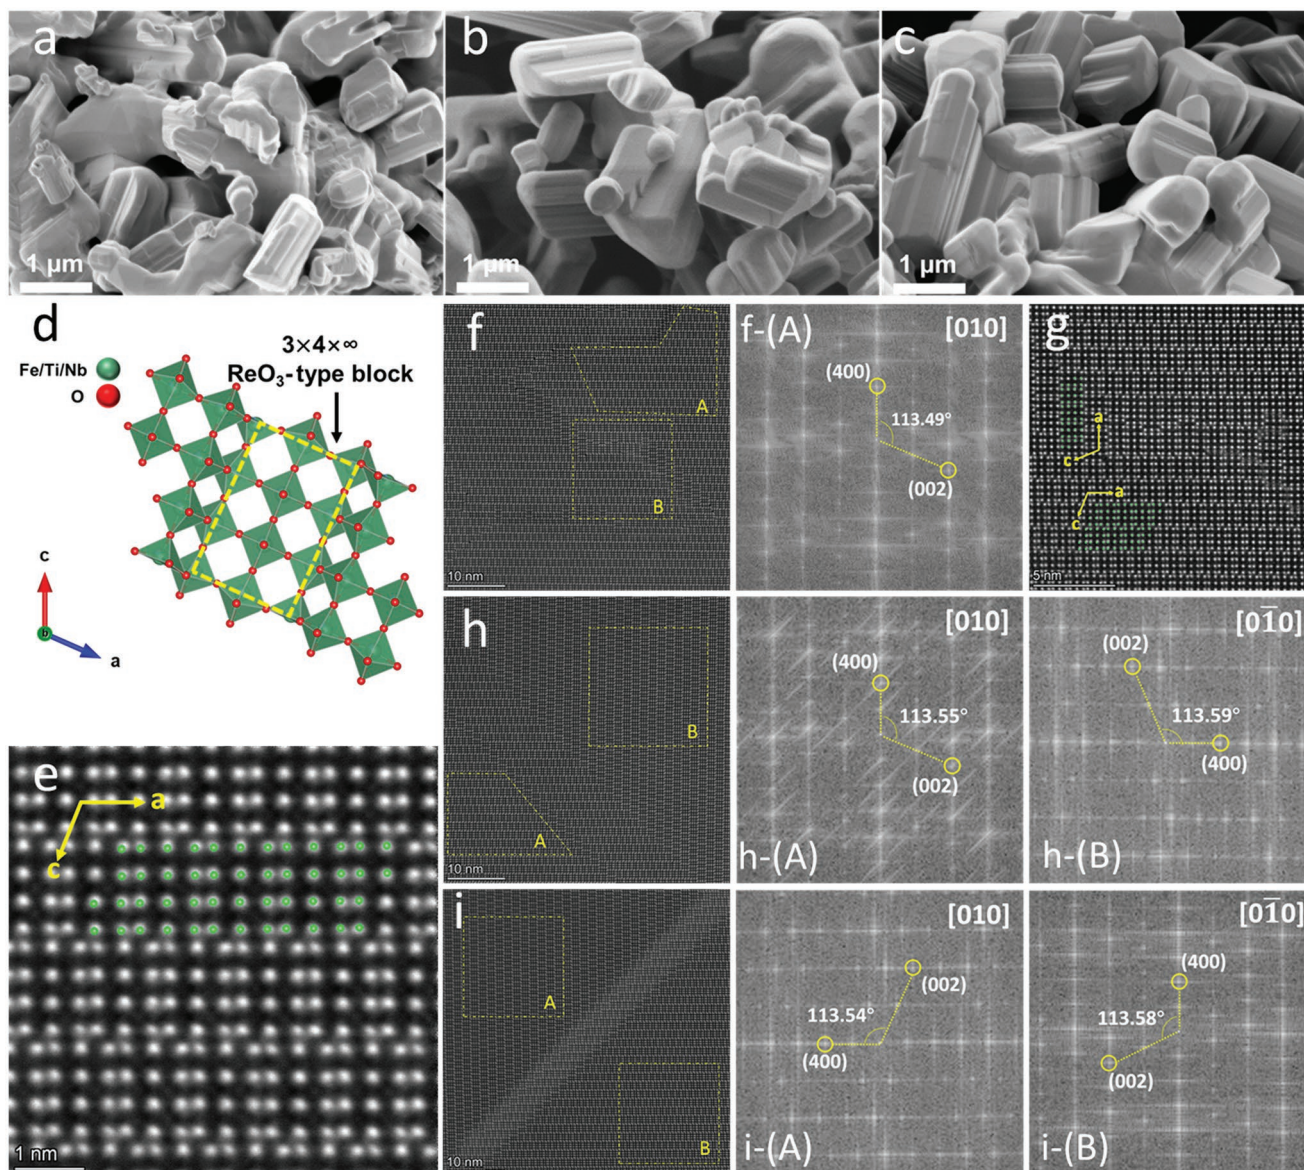 a
1 μm
b
1 μm
c
1 μm
d
3×4×∞
ReO₃-type block
Fe/Ti/Nb
O
c
b
a
e
a
c
1 nm
f
A
B
10 nm
f-(A)
[010]
(400)
113.49°
(002)
g
a
c
a
c
5 nm
h
B
A
10 nm
[010]
(400)
113.55°
(002)
h-(A)
[01̅0]
(002)
113.59°
(400)
h-(B)
i
A
B
10 nm
[010]
(002)
113.54°
(400)
i-(A)
[01̅0]
(400)
113.58°
(002)
i-(B)